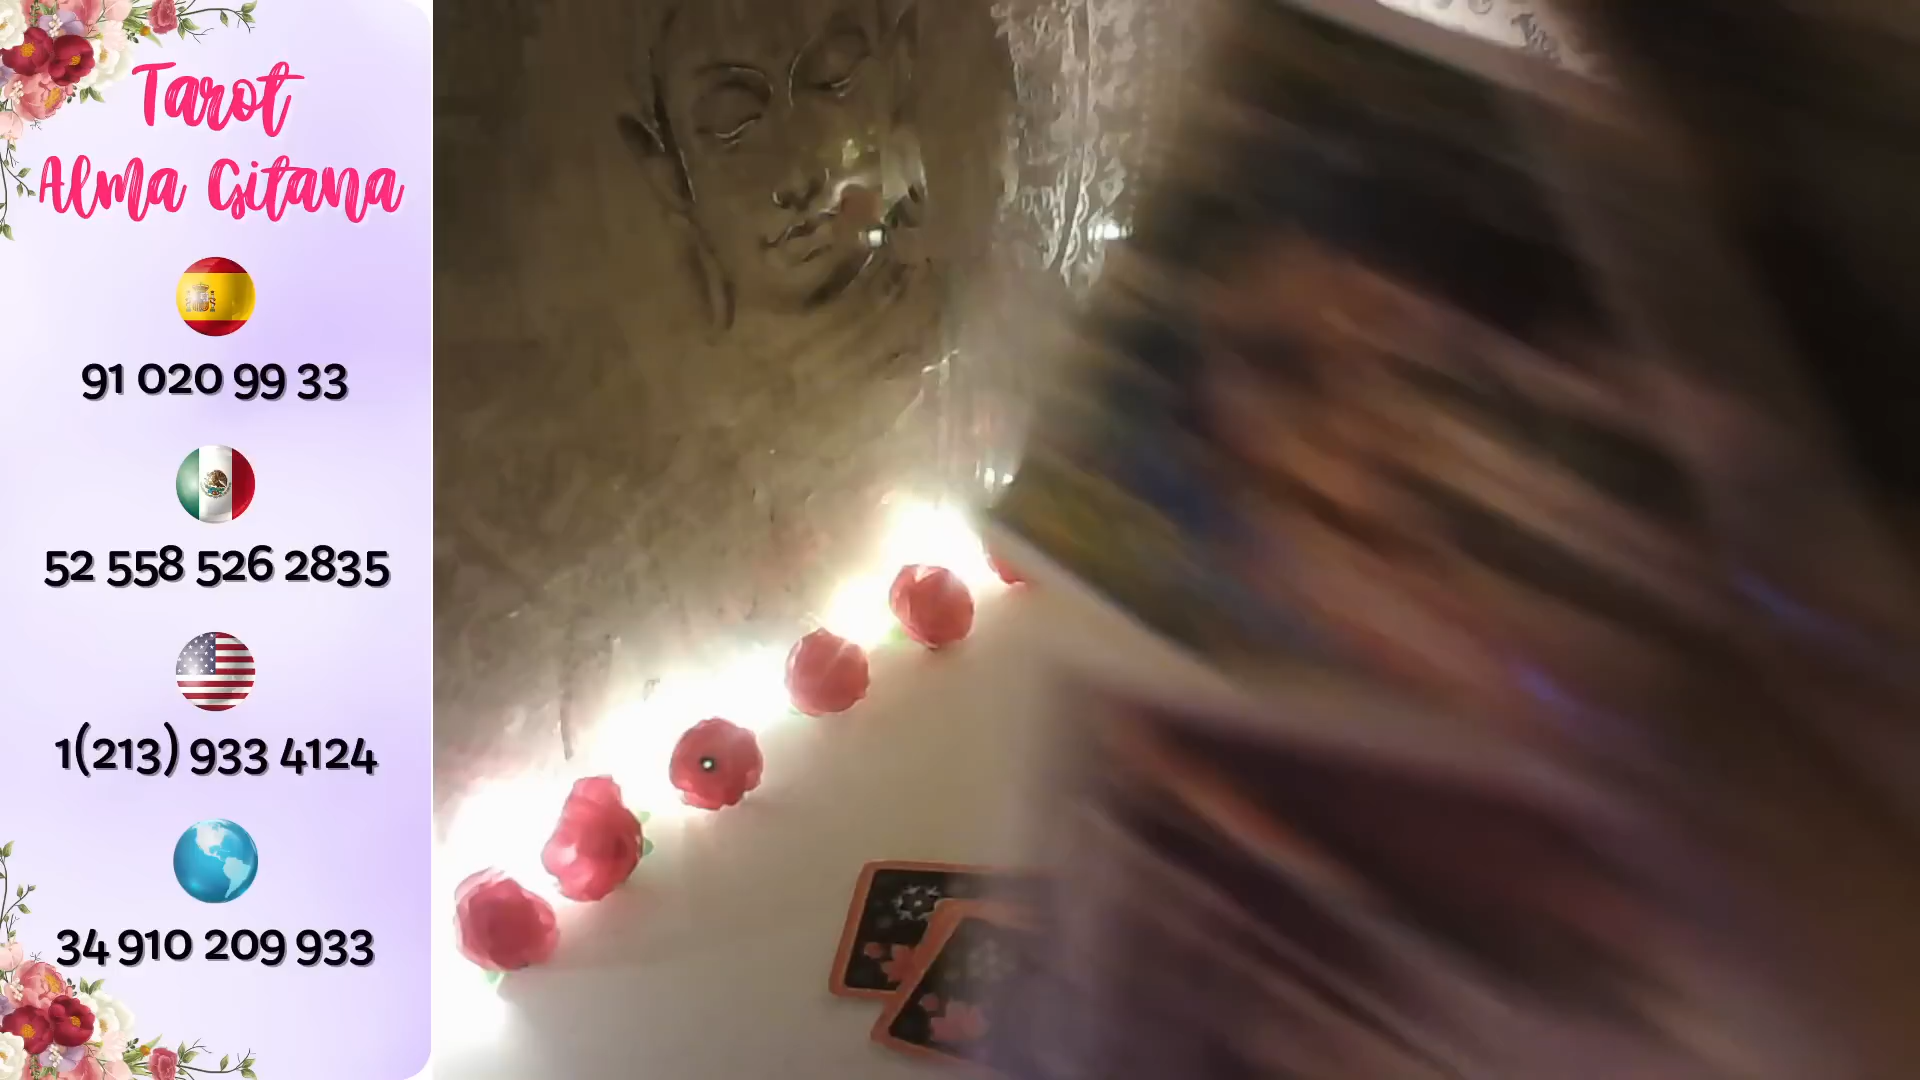 Tarot
Alma Gitana
91 020 99 33
52 558 526 2835
1(213) 933 4124
34 910 209 933